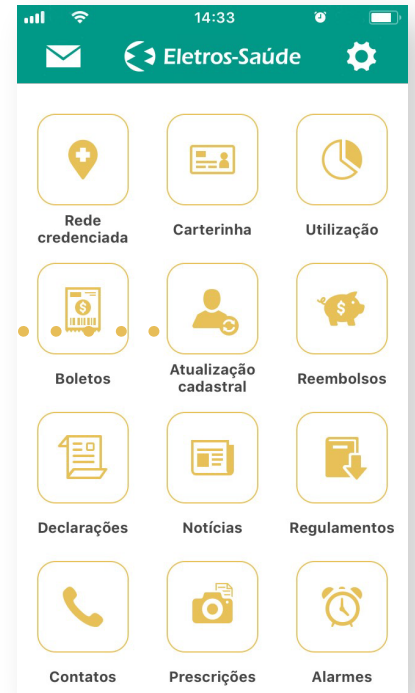 14:33
Eletros-Saúde
Rede
credenciada
Carterinha
Utilização
Boletos
Atualização
cadastral
Reembolsos
Declarações
Notícias
Regulamentos
Contatos
Prescrições
Alarmes